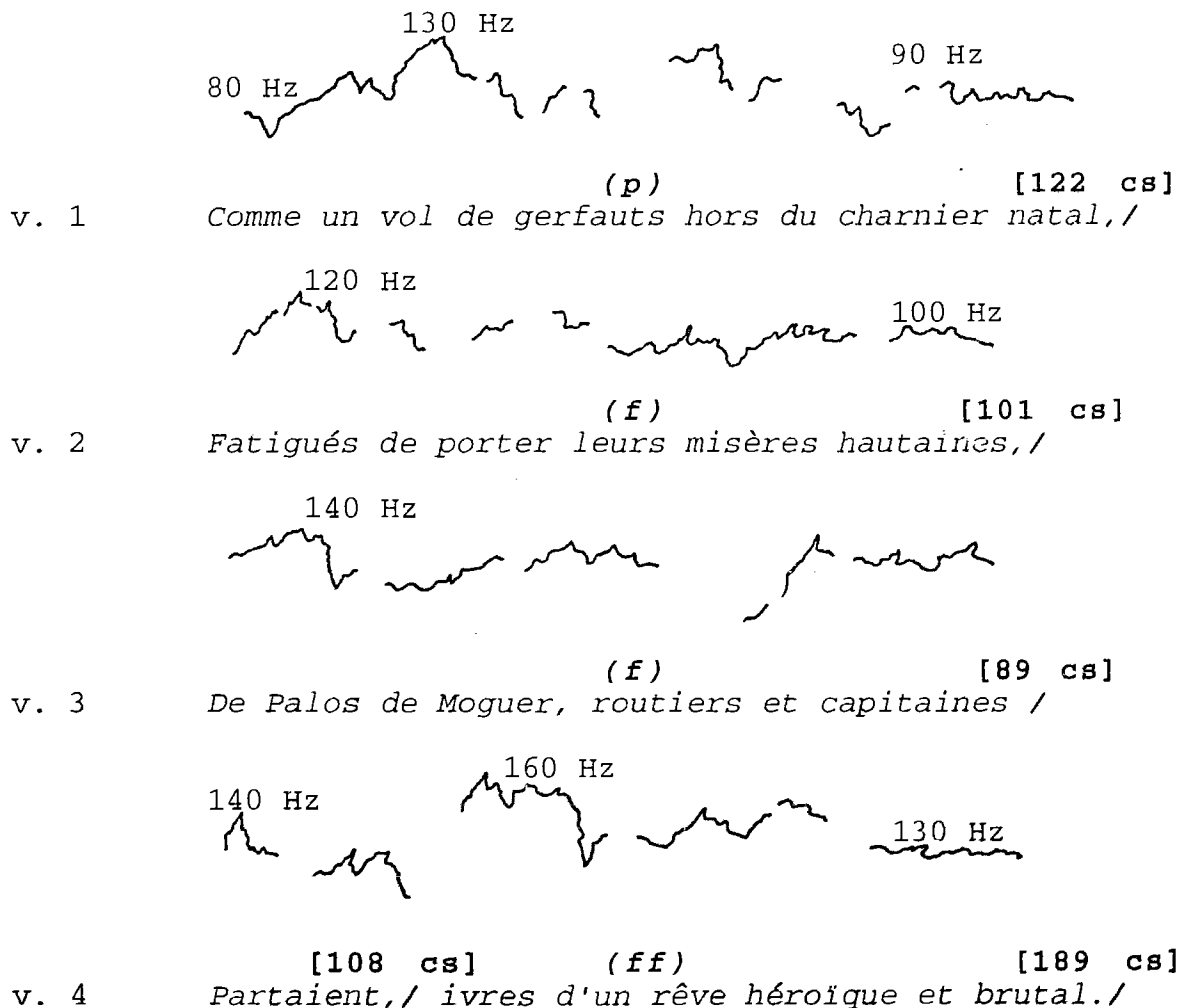 130 Hz
80 Hz
90 Hz
(p) [122 cs]
v. 1 Comme un vol de gerfauts hors du charnier natal,/
120 Hz
100 Hz
(f) [101 cs]
v. 2 Fatigués de porter leurs misères hautaines,/
140 Hz
(f) [89 cs]
v. 3 De Palos de Moguer, routiers et capitaines /
160 Hz
140 Hz
130 Hz
[108 cs] (ff) [189 cs]
v. 4 Partaient,/ ivres d'un rêve héroïque et brutal./